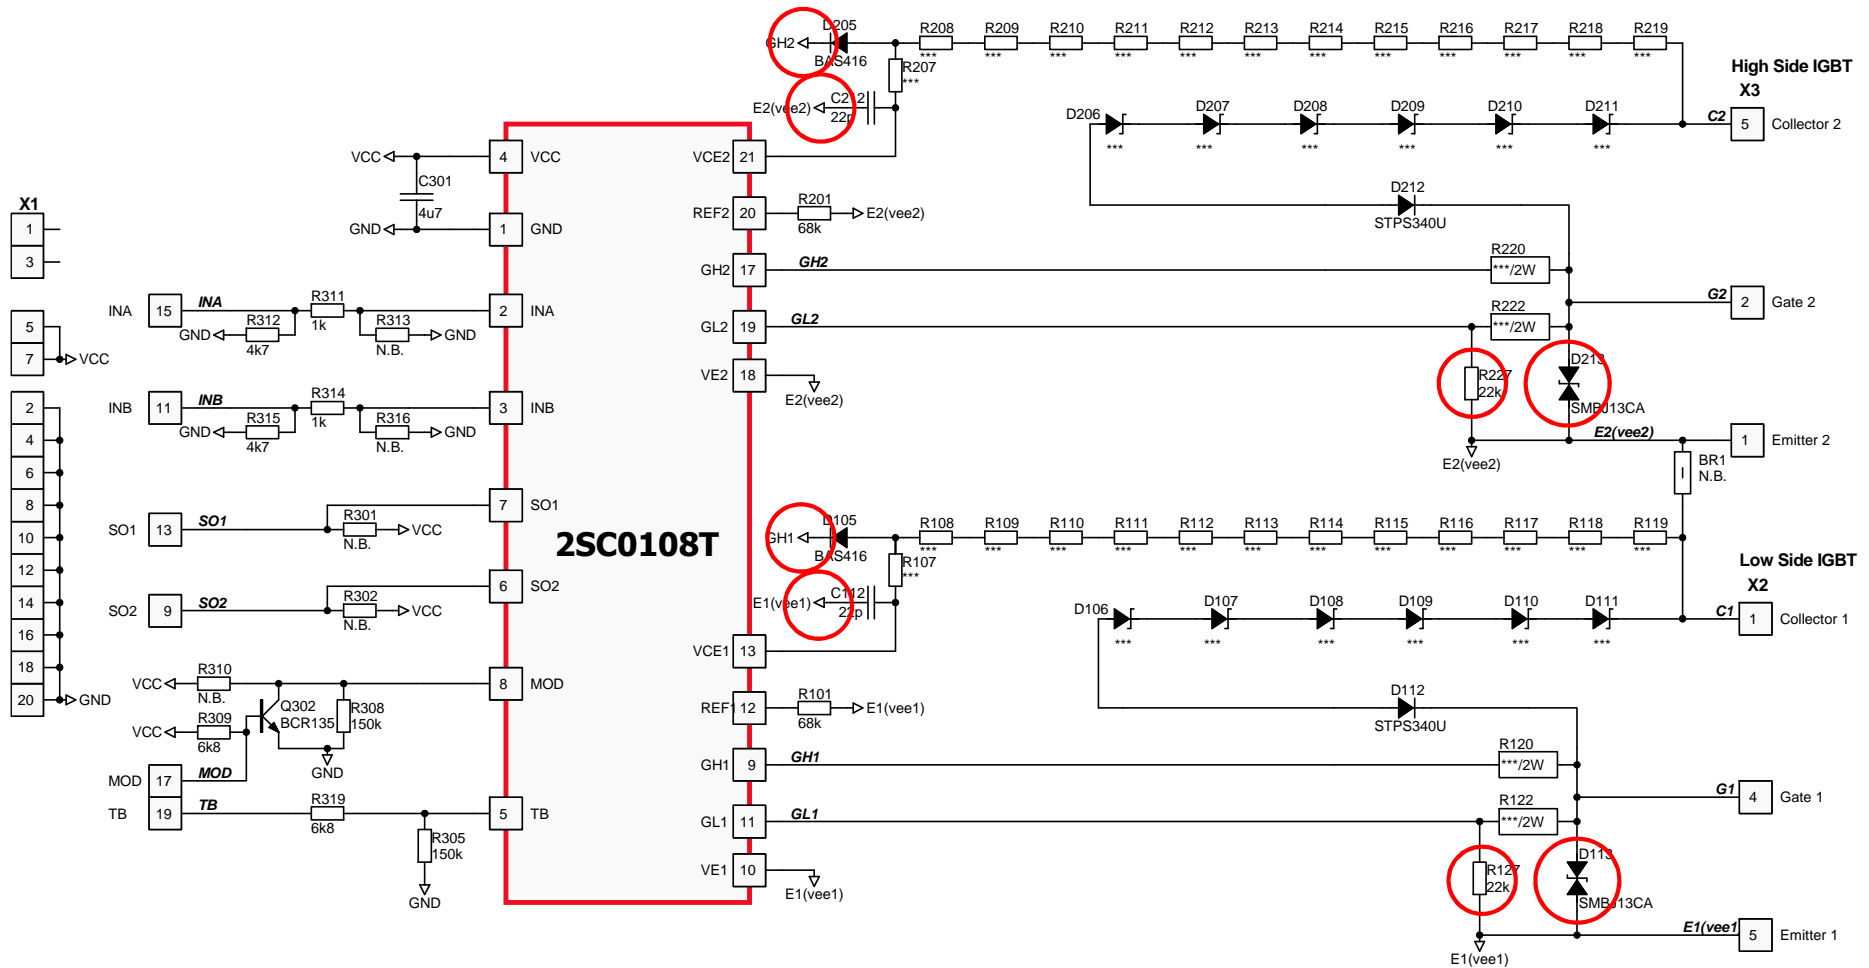 X1
1
3
5
7
VCC
2
4
6
8
10
12
14
16
18
20
GND
VCC
C301
4u7
GND
INA
15
INA
R311
1k
R312
4k7
GND
R313
N.B.
GND
INB
11
INB
R314
1k
R315
4k7
GND
R316
N.B.
GND
SO1
13
SO1
R301
N.B.
VCC
SO2
9
SO2
R302
N.B.
VCC
VCC
R310
N.B.
Q302
BCR135
R308
150k
VCC
R309
6k8
GND
MOD
17
MOD
TB
19
TB
R319
6k8
R305
150k
GND
2SC0108T
4 VCC
1 GND
2 INA
3 INB
7 SO1
6 SO2
8 MOD
5 TB
VCE2 21
REF2 20
GH2 17
GL2 19
VE2 18
VCE1 13
REF1 12
GH1 9
GL1 11
VE1 10
GH2
D205
BAS416
R207
***
E2(vee2)
C212
22p
R208
***
R209
***
R210
***
R211
***
R212
***
R213
***
R214
***
R215
***
R216
***
R217
***
R218
***
R219
***
High Side IGBT
X3
D206
***
D207
***
D208
***
D209
***
D210
***
D211
***
C2
5
Collector 2
R201
68k
E2(vee2)
D212
STPS340U
GH2
R220
***/2W
GL2
R222
***/2W
G2
2
Gate 2
E2(vee2)
R227
22k
D213
SMBJ13CA
E2(vee2)
E2(vee2)
1
Emitter 2
BR1
N.B.
GH1
D105
BAS416
R107
***
E1(vee1)
C112
22p
R108
***
R109
***
R110
***
R111
***
R112
***
R113
***
R114
***
R115
***
R116
***
R117
***
R118
***
R119
***
Low Side IGBT
X2
D106
***
D107
***
D108
***
D109
***
D110
***
D111
***
C1
1
Collector 1
R101
68k
E1(vee1)
D112
STPS340U
GH1
R120
***/2W
GL1
R122
***/2W
G1
4
Gate 1
E1(vee1)
R127
22k
D113
SMBJ13CA
E1(vee1)
E1(vee1
5
Emitter 1